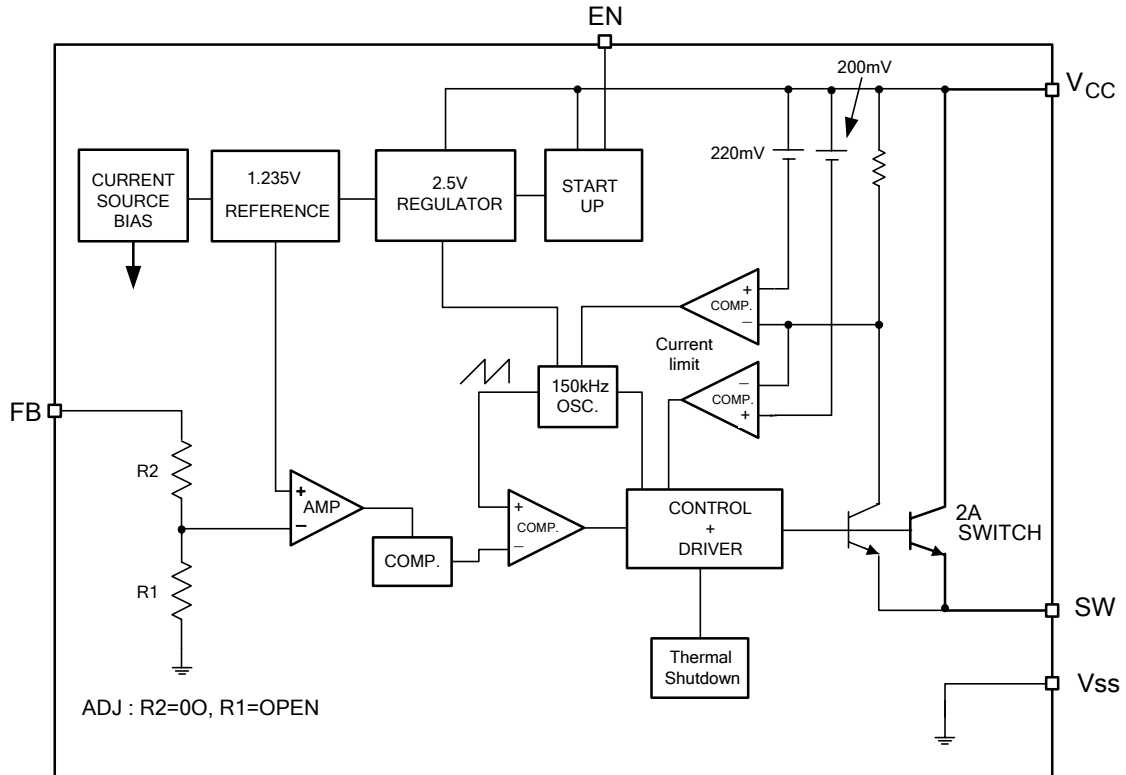 EN
200mV
VCC
220mV
CURRENT
SOURCE
BIAS
1.235V
REFERENCE
2.5V
REGULATOR
START
UP
+
COMP.
−
Current
limit
−
COMP.
+
150kHz
OSC.
FB
R2
+
AMP
−
R1
COMP.
+
COMP.
−
CONTROL
+
DRIVER
2A
SWITCH
SW
Thermal
Shutdown
Vss
ADJ : R2=0O, R1=OPEN